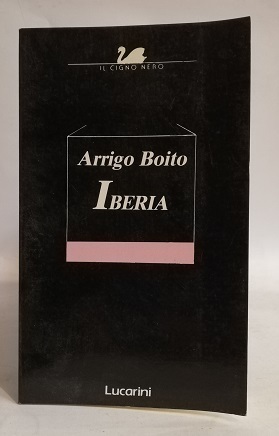 IL CIGNO NERO
Arrigo Boito
IBERIA
Lucarini